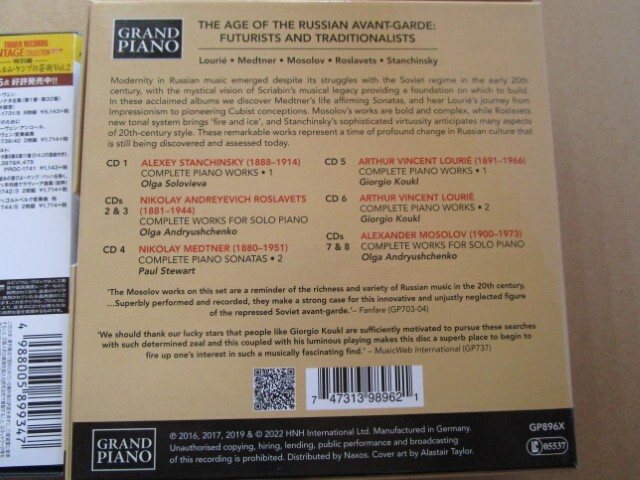 GRAND
PIANO
THE AGE OF THE RUSSIAN AVANT-GARDE:
FUTURISTS AND TRADITIONALISTS
Lourié • Medtner • Mosolov • Roslavets • Stanchinsky
Modernity in Russian music emerged despite its struggles with the Soviet regime in the early 20th
century, with the mystical vision of Scriabin's musical legacy providing a foundation on which to build.
In these acclaimed albums we discover Medtner's life affirming Sonatas, and hear Lourié's journey from
Impressionism to pioneering Cubist conceptions. Mosolov's works are bold and complex, while Roslavets
new tonal system brings 'fire and ice', and Stanchinsky's sophisticated virtuosity anticipates many aspects
of 20th-century style. These remarkable works represent a time of profound change in Russian culture that
is still being discovered and assessed today.
CD 1 ALEXEY STANCHINSKY (1888–1914)
COMPLETE PIANO WORKS • 1
Olga Solovieva
CDs 2 & 3 NIKOLAY ANDREYEVICH ROSLAVETS
(1881–1944)
COMPLETE WORKS FOR SOLO PIANO
Olga Andryushchenko
CD 4 NIKOLAY MEDTNER (1880–1951)
COMPLETE PIANO SONATAS • 2
Paul Stewart
CD 5 ARTHUR VINCENT LOURIÉ (1891–1966)
COMPLETE PIANO WORKS • 1
Giorgio Koukl
CD 6 ARTHUR VINCENT LOURIÉ
COMPLETE PIANO WORKS • 2
Giorgio Koukl
CDs 7 & 8 ALEXANDER MOSOLOV (1900–1973)
COMPLETE WORKS FOR SOLO PIANO
Olga Andryushchenko
'The Mosolov works on this set are a reminder of the richness and variety of Russian music in the 20th century.
...Superbly performed and recorded, they make a strong case for this innovative and unjustly neglected figure
of the repressed Soviet avant-garde.' – Fanfare (GP703-04)
'We should thank our lucky stars that people like Giorgio Koukl are sufficiently motivated to pursue these searches
with such determined zeal and this coupled with his luminous playing makes this disc a superb place to begin to
fire up one's interest in such a musically fascinating find.' – MusicWeb International (GP737)
7 47313 98962 1
GRAND
PIANO
℗ 2016, 2017, 2019 & © 2022 HNH International Ltd. Manufactured in Germany.
Unauthorised copying, hiring, lending, public performance and broadcasting
of this recording is prohibited. Distributed by Naxos. Cover art by Alastair Taylor.
GP896X
05537
TOWER RECORDS
VINTAGE COLLECTION
4 988005 899347